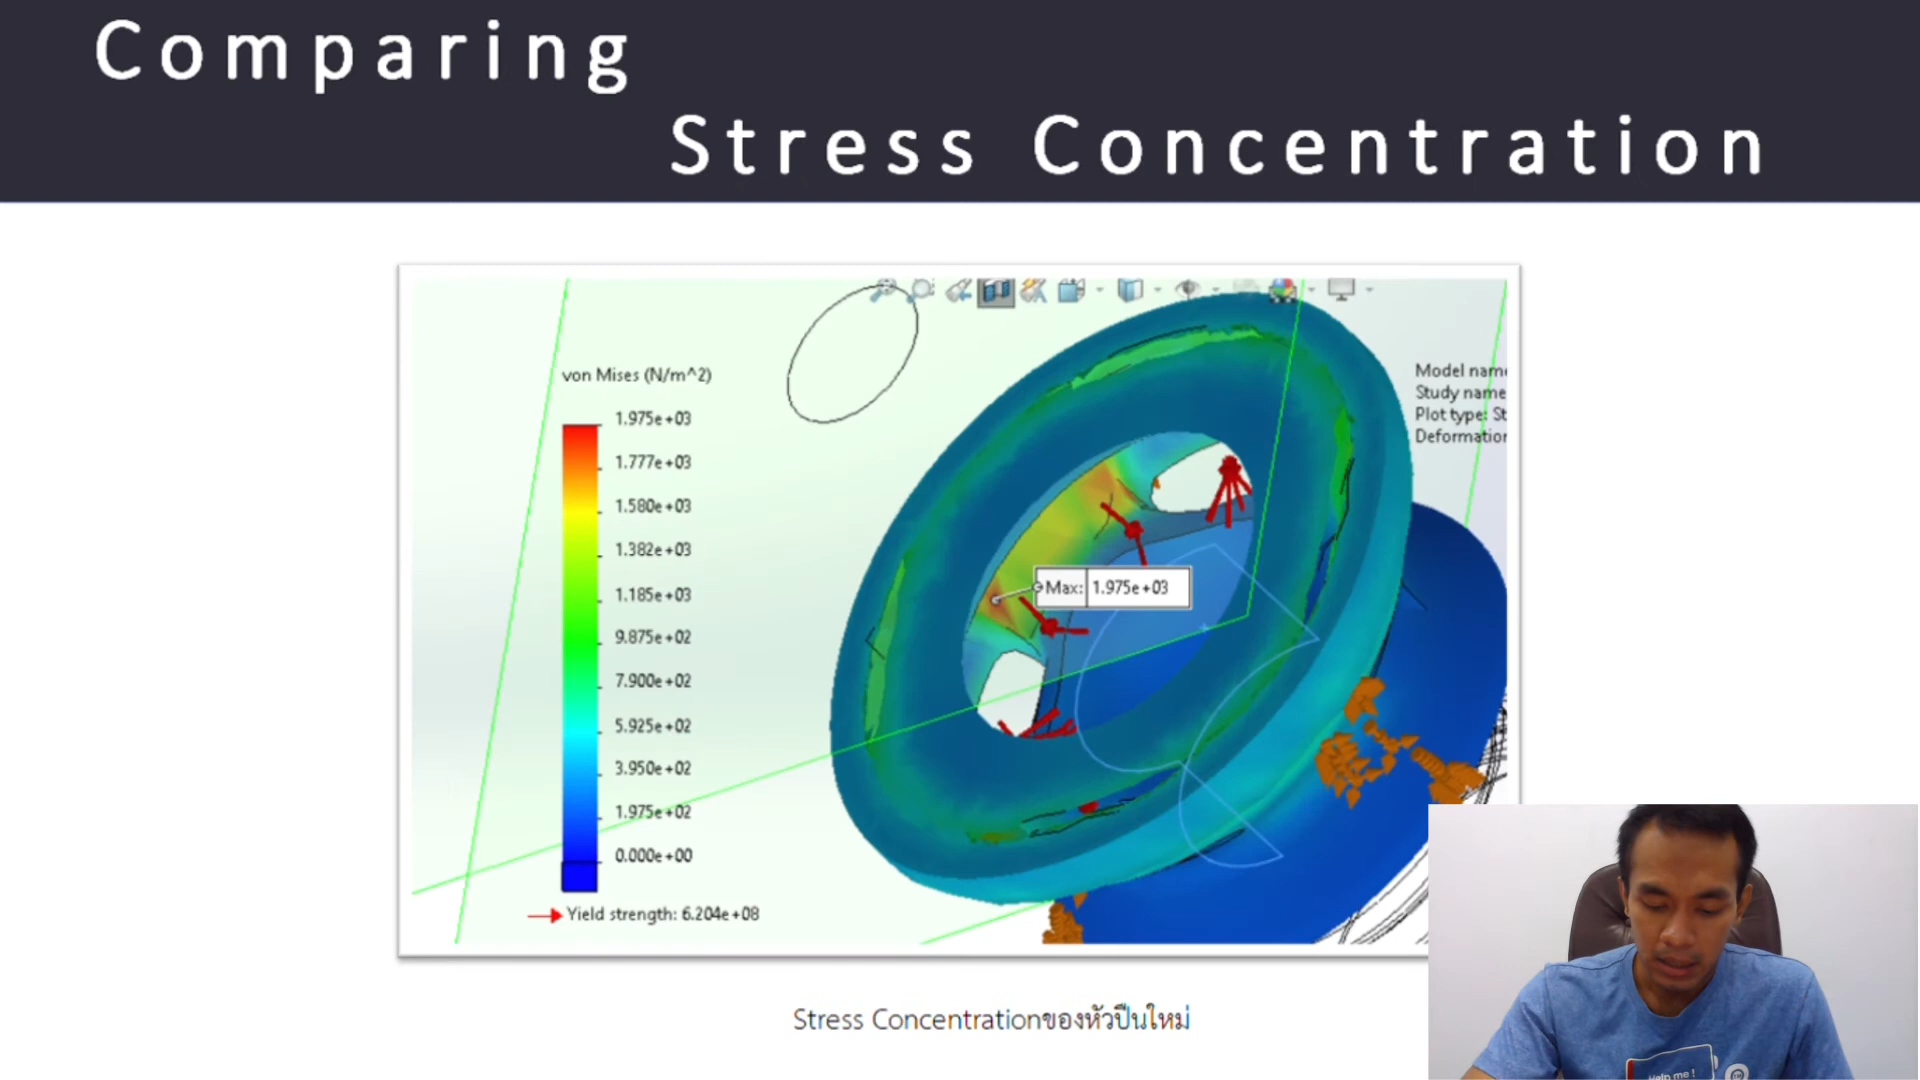 Comparing
Stress Concentration
von Mises (N/m^2)
1.975e+03
1.777e+03
1.580e+03
1.382e+03
1.185e+03
9.875e+02
7.900e+02
5.925e+02
3.950e+02
1.975e+02
0.000e+00
Yield strength: 6.204e+08
Max: 1.975e+03
Model name
Study name
Plot type: St
Deformation
Stress Concentrationของหัวปืนใหม่
Help me !